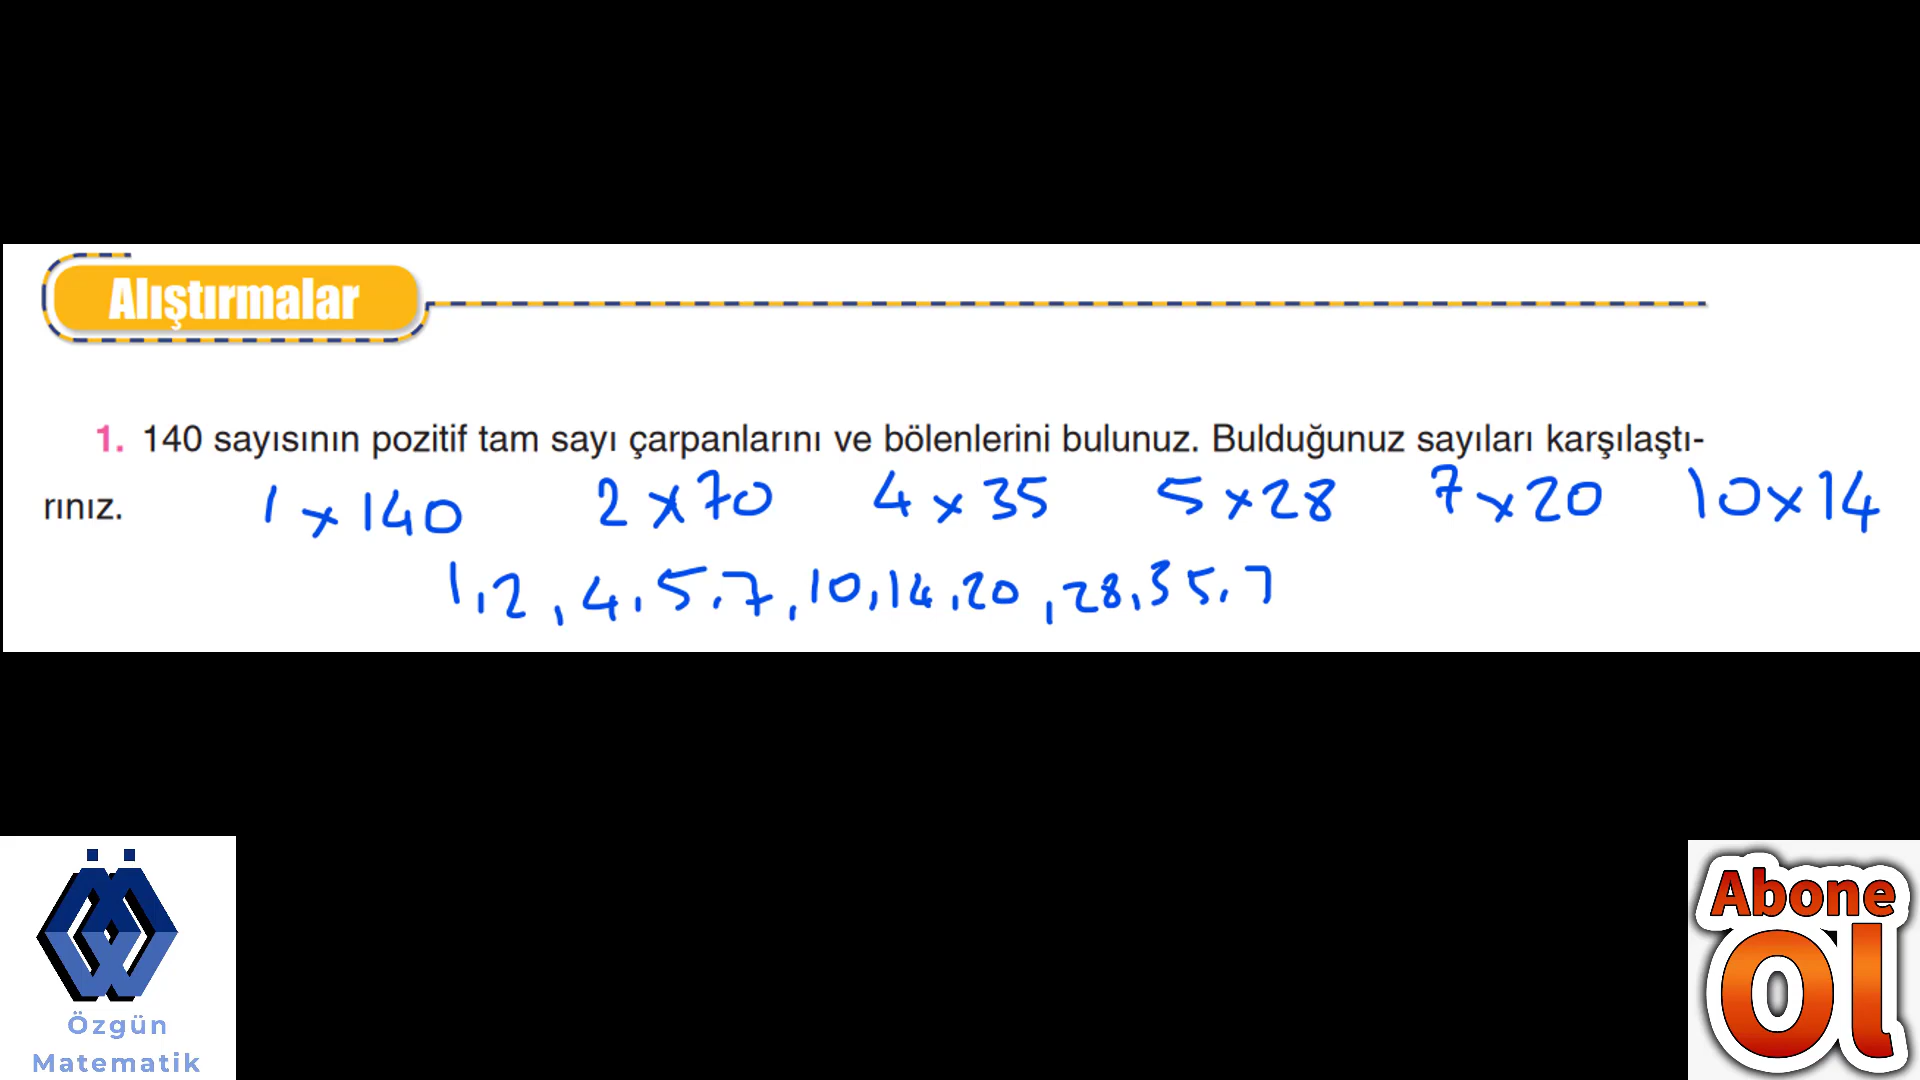 Alıştırmalar
1. 140 sayısının pozitif tam sayı çarpanlarını ve bölenlerini bulunuz. Bulduğunuz sayıları karşılaştı-
rınız. 1 x 140 2 x 70 4 x 35 5 x 28 7 x 20 10 x 14
1, 2, 4, 5, 7, 10, 14, 20, 28, 35, 7
Özgün
Matematik
Abone
Ol